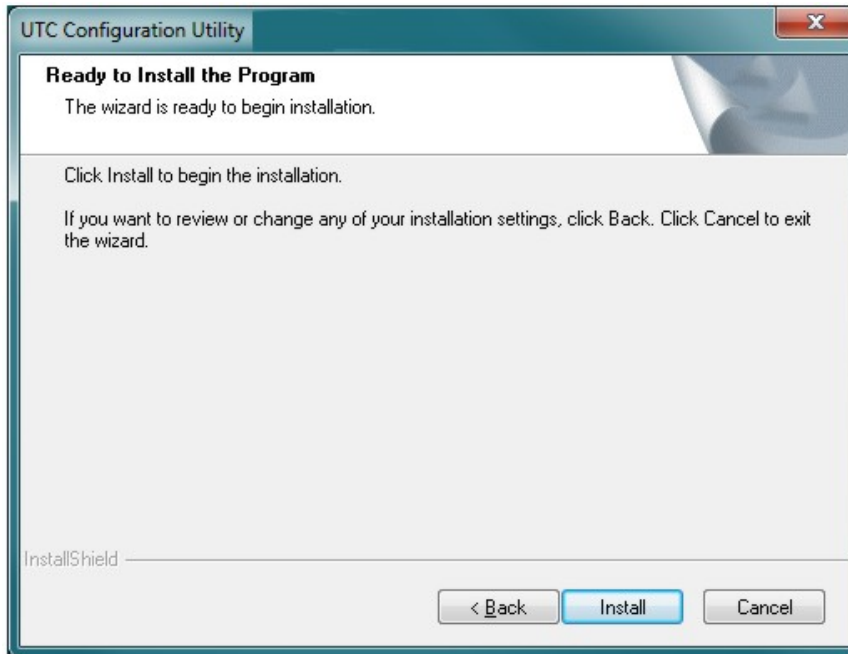 UTC Configuration Utility
Ready to Install the Program
The wizard is ready to begin installation.
Click Install to begin the installation.
If you want to review or change any of your installation settings, click Back. Click Cancel to exit
the wizard.
InstallShield
< Back Install Cancel